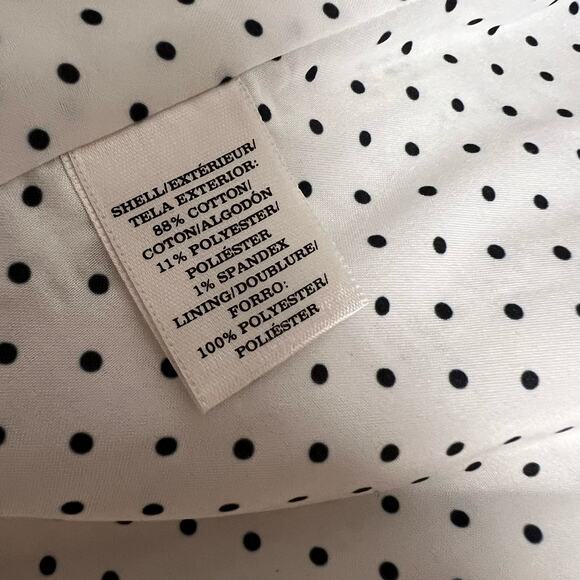 SHELL/EXTÉRIEUR/
TELA EXTERIOR:
88% COTTON/
COTON/ALGODÓN
11% POLYESTER/
POLIÉSTER
1% SPANDEX
LINING/DOUBLURE/
FORRO:
100% POLYESTER/
POLIÉSTER